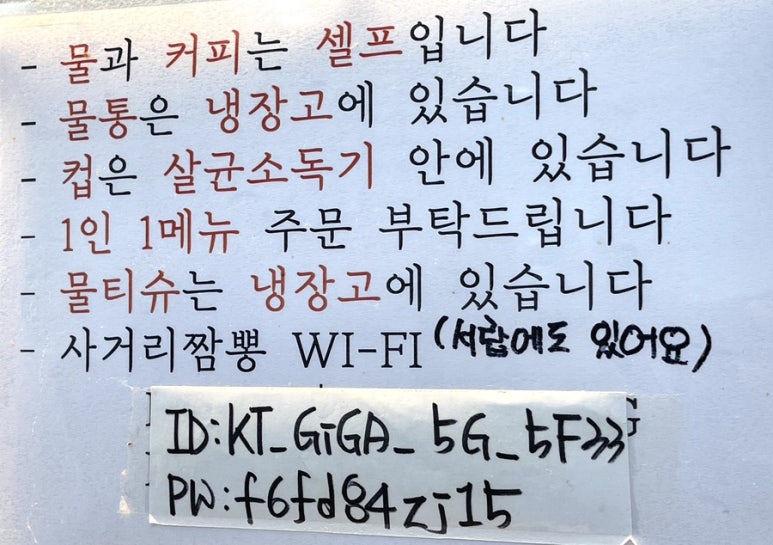 - 물과 커피는 셀프입니다
- 물통은 냉장고에 있습니다
- 컵은 살균소독기 안에 있습니다
- 1인 1메뉴 주문 부탁드립니다
- 물티슈는 냉장고에 있습니다
- 사거리짬뽕 WI-FI (서랍에도 있어요)
ID:KT_GiGA_5G_5F33
PW:f6fd84zj15